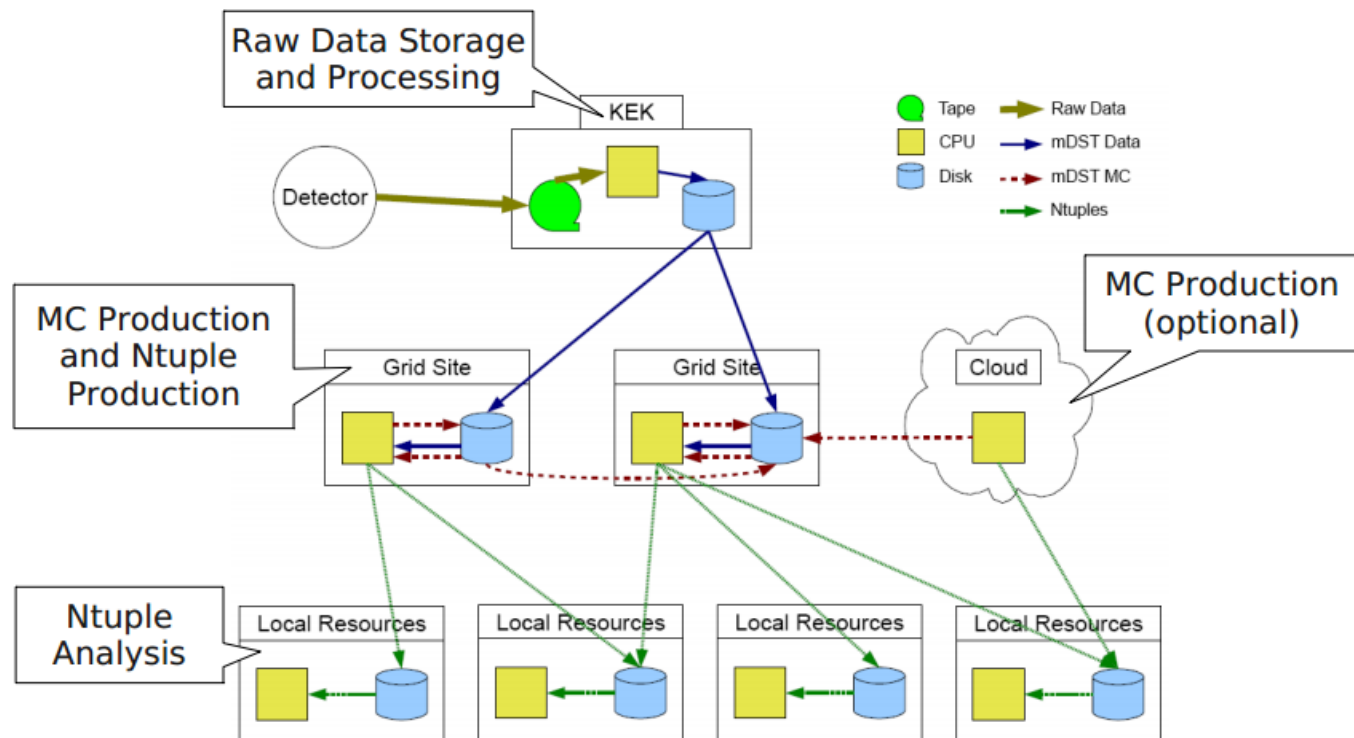 Raw Data Storage
and Processing
KEK
Tape
Raw Data
CPU
mDST Data
Disk
mDST MC
Ntuples
Detector
MC Production
and Ntuple
Production
MC Production
(optional)
Grid Site
Grid Site
Cloud
Ntuple
Analysis
Local Resources
Local Resources
Local Resources
Local Resources